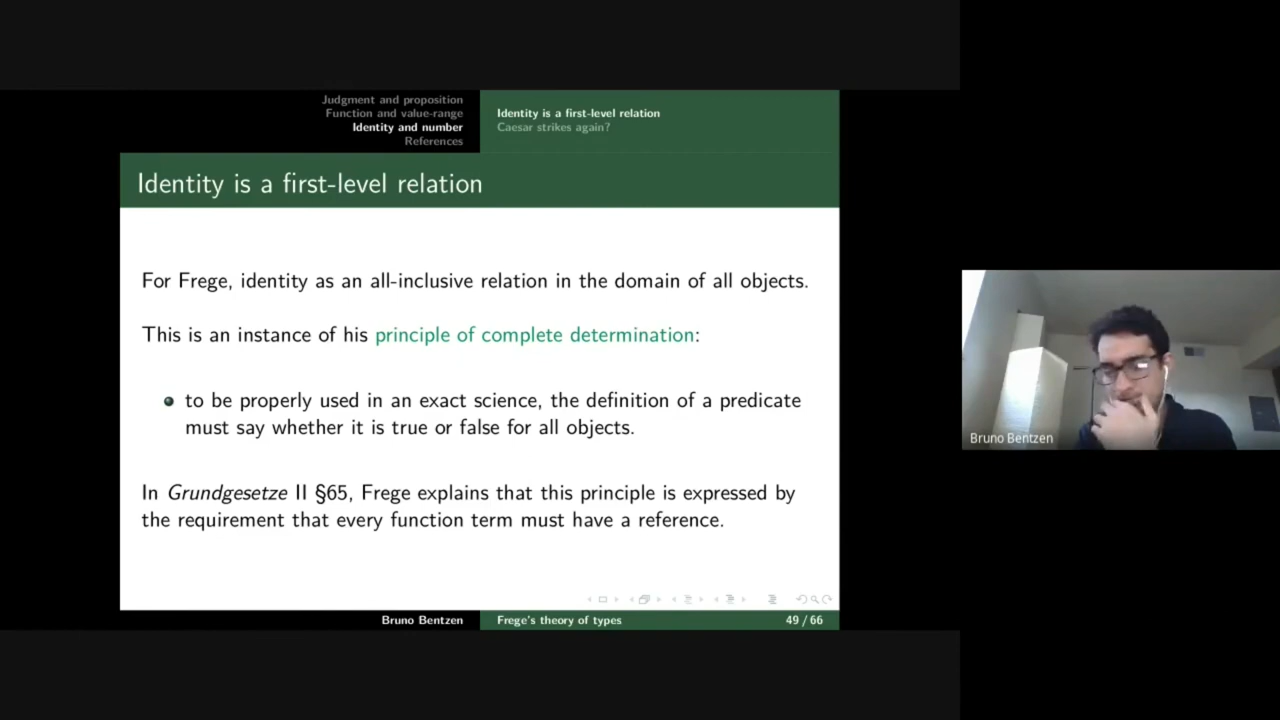 Judgment and proposition
Function and value-range
Identity and number
References
Identity is a first-level relation
Caesar strikes again?
Identity is a first-level relation
For Frege, identity as an all-inclusive relation in the domain of all objects.
This is an instance of his principle of complete determination:
to be properly used in an exact science, the definition of a predicate
must say whether it is true or false for all objects.
In Grundgesetze II §65, Frege explains that this principle is expressed by
the requirement that every function term must have a reference.
Bruno Bentzen
Frege's theory of types
49 / 66
Bruno Bentzen